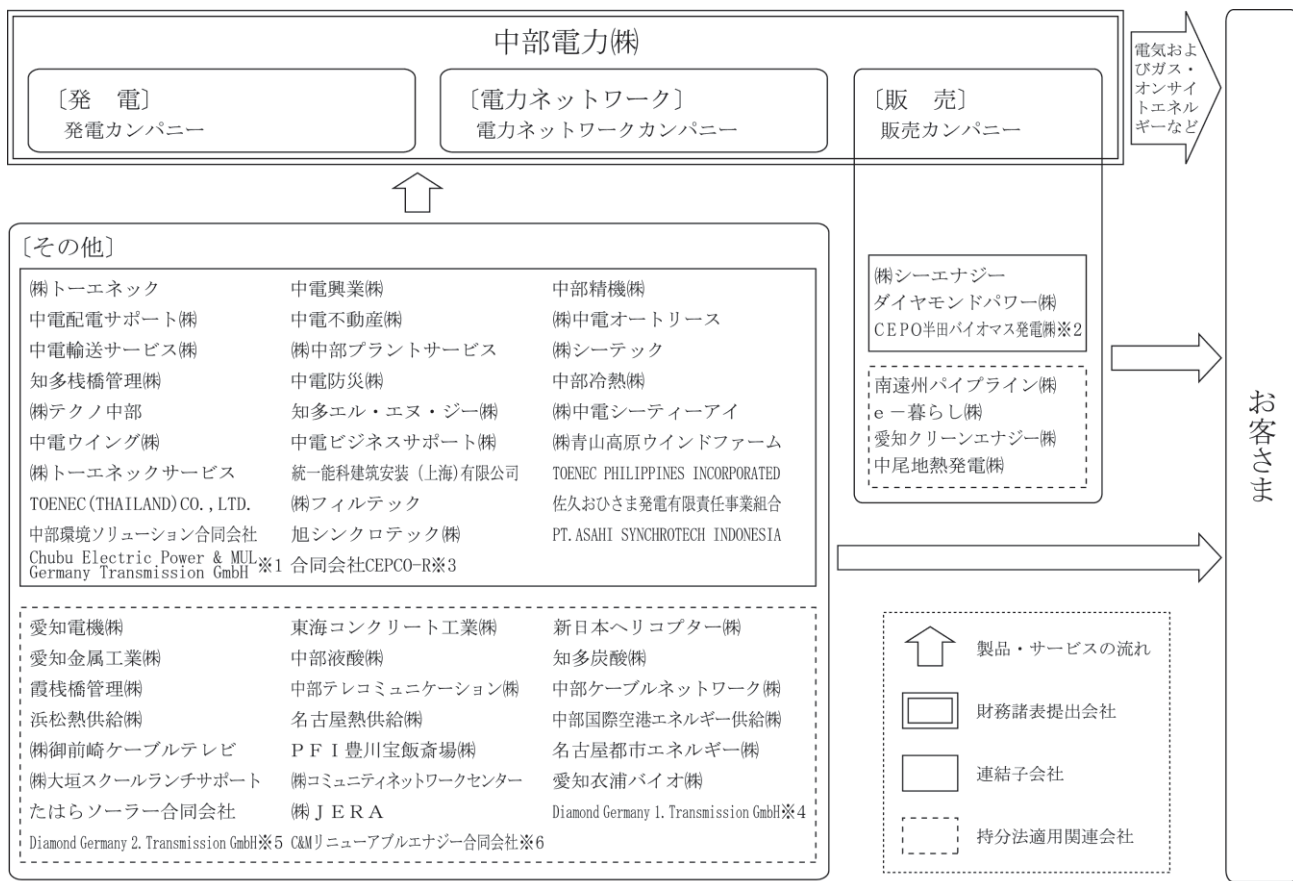 中部電力㈱
〔発　電〕
発電カンパニー
〔電力ネットワーク〕
電力ネットワークカンパニー
〔販　売〕
販売カンパニー
電気およ
びガス・
オンサイ
トエネル
ギーなど
お客さま
〔その他〕
㈱トーエネック
中電興業㈱
中部精機㈱
中電配電サポート㈱
中電不動産㈱
㈱中電オートリース
中電輸送サービス㈱
㈱中部プラントサービス
㈱シーテック
知多桟橋管理㈱
中電防災㈱
中部冷熱㈱
㈱テクノ中部
知多エル・エヌ・ジー㈱
㈱中電シーティーアイ
中電ウイング㈱
中電ビジネスサポート㈱
㈱青山高原ウインドファーム
㈱トーエネックサービス
統一能科建筑安装（上海）有限公司
TOENEC PHILIPPINES INCORPORATED
TOENEC(THAILAND)CO.,LTD.
㈱フィルテック
佐久おひさま発電有限責任事業組合
中部環境ソリューション合同会社
旭シンクロテック㈱
PT.ASAHI SYNCHROTECH INDONESIA
Chubu Electric Power & MUL
Germany Transmission GmbH※1
合同会社CEPCO-R※3
愛知電機㈱
東海コンクリート工業㈱
新日本ヘリコプター㈱
愛知金属工業㈱
中部液酸㈱
知多炭酸㈱
霞桟橋管理㈱
中部テレコミュニケーション㈱
中部ケーブルネットワーク㈱
浜松熱供給㈱
名古屋熱供給㈱
中部国際空港エネルギー供給㈱
㈱御前崎ケーブルテレビ
ＰＦＩ豊川宝飯斎場㈱
名古屋都市エネルギー㈱
㈱大垣スクールランチサポート
㈱コミュニティネットワークセンター
愛知衣浦バイオ㈱
たはらソーラー合同会社
㈱ＪＥＲＡ
Diamond Germany 1. Transmission GmbH※4
Diamond Germany 2. Transmission GmbH※5
C&Mリニューアブルエナジー合同会社※6
㈱シーエナジー
ダイヤモンドパワー㈱
CEPO半田バイオマス発電㈱※2
南遠州パイプライン㈱
ｅ－暮らし㈱
愛知クリーンエナジー㈱
中尾地熱発電㈱
製品・サービスの流れ
財務諸表提出会社
連結子会社
持分法適用関連会社